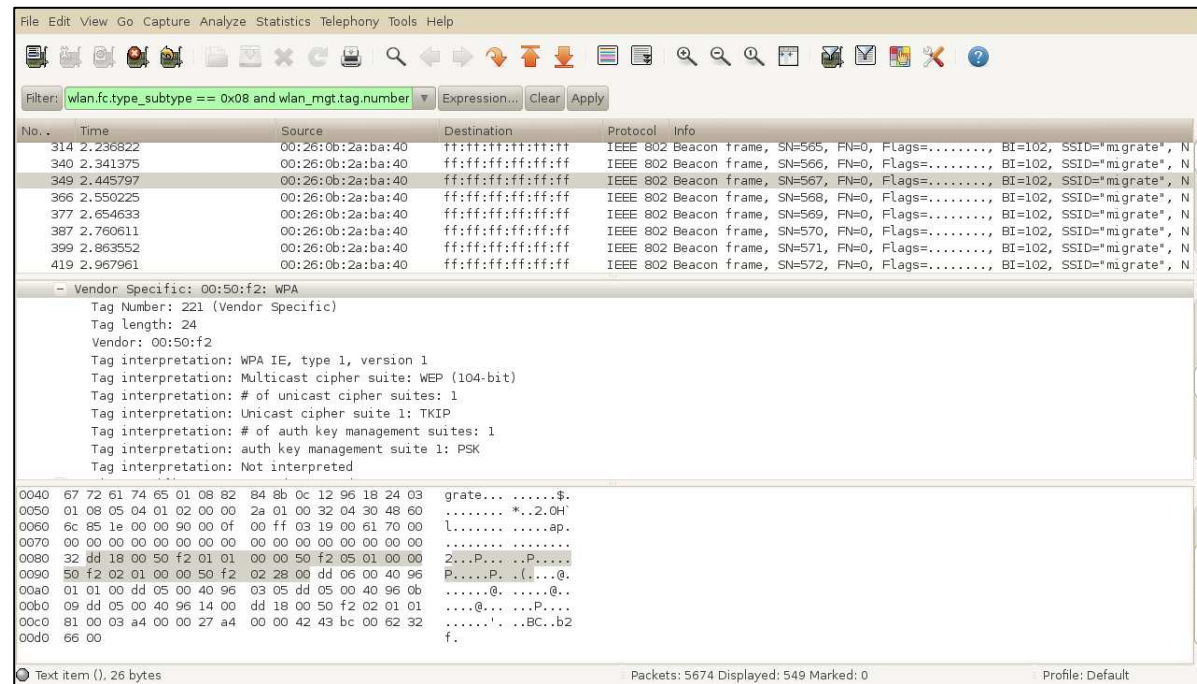 File Edit View Go Capture Analyze Statistics Telephony Tools Help
Filter: wlan.fc.type_subtype == 0x08 and wlan_mgt.tag.number Expression... Clear Apply
No. . Time Source Destination Protocol Info
314 2.236822 00:26:0b:2a:ba:40 ff:ff:ff:ff:ff:ff IEEE 802 Beacon frame, SN=565, FN=0, Flags=........, BI=102, SSID="migrate", N
340 2.341375 00:26:0b:2a:ba:40 ff:ff:ff:ff:ff:ff IEEE 802 Beacon frame, SN=566, FN=0, Flags=........, BI=102, SSID="migrate", N
349 2.445797 00:26:0b:2a:ba:40 ff:ff:ff:ff:ff:ff IEEE 802 Beacon frame, SN=567, FN=0, Flags=........, BI=102, SSID="migrate", N
366 2.550225 00:26:0b:2a:ba:40 ff:ff:ff:ff:ff:ff IEEE 802 Beacon frame, SN=568, FN=0, Flags=........, BI=102, SSID="migrate", N
377 2.654633 00:26:0b:2a:ba:40 ff:ff:ff:ff:ff:ff IEEE 802 Beacon frame, SN=569, FN=0, Flags=........, BI=102, SSID="migrate", N
387 2.760611 00:26:0b:2a:ba:40 ff:ff:ff:ff:ff:ff IEEE 802 Beacon frame, SN=570, FN=0, Flags=........, BI=102, SSID="migrate", N
399 2.863552 00:26:0b:2a:ba:40 ff:ff:ff:ff:ff:ff IEEE 802 Beacon frame, SN=571, FN=0, Flags=........, BI=102, SSID="migrate", N
419 2.967961 00:26:0b:2a:ba:40 ff:ff:ff:ff:ff:ff IEEE 802 Beacon frame, SN=572, FN=0, Flags=........, BI=102, SSID="migrate", N
Vendor Specific: 00:50:f2: WPA
Tag Number: 221 (Vendor Specific)
Tag length: 24
Vendor: 00:50:f2
Tag interpretation: WPA IE, type 1, version 1
Tag interpretation: Multicast cipher suite: WEP (104-bit)
Tag interpretation: # of unicast cipher suites: 1
Tag interpretation: Unicast cipher suite 1: TKIP
Tag interpretation: # of auth key management suites: 1
Tag interpretation: auth key management suite 1: PSK
Tag interpretation: Not interpreted
0040 67 72 61 74 65 01 08 82 84 8b 0c 12 96 18 24 03 grate... ......$.
0050 01 08 05 04 01 02 00 00 2a 01 00 32 04 30 48 60 ........ *..2.0H`
0060 6c 85 1e 00 00 90 00 0f 00 ff 03 19 00 61 70 00 l....... .....ap.
0070 00 00 00 00 00 00 00 00 00 00 00 00 00 00 00 00 ........ ........
0080 32 dd 18 00 50 f2 01 01 00 00 50 f2 05 01 00 00 2...P... ..P.....
0090 50 f2 02 01 00 00 50 f2 02 28 00 dd 06 00 40 96 P.....P. .(....@.
00a0 01 01 00 dd 05 00 40 96 03 05 dd 05 00 40 96 0b ......@. .....@..
00b0 09 dd 05 00 40 96 14 00 dd 18 00 50 f2 02 01 01 ....@... ...P....
00c0 81 00 03 a4 00 00 27 a4 00 00 42 43 bc 00 62 32 ......'. ..BC..b2
00d0 66 00 f.
Text item (), 26 bytes Packets: 5674 Displayed: 549 Marked: 0 Profile: Default